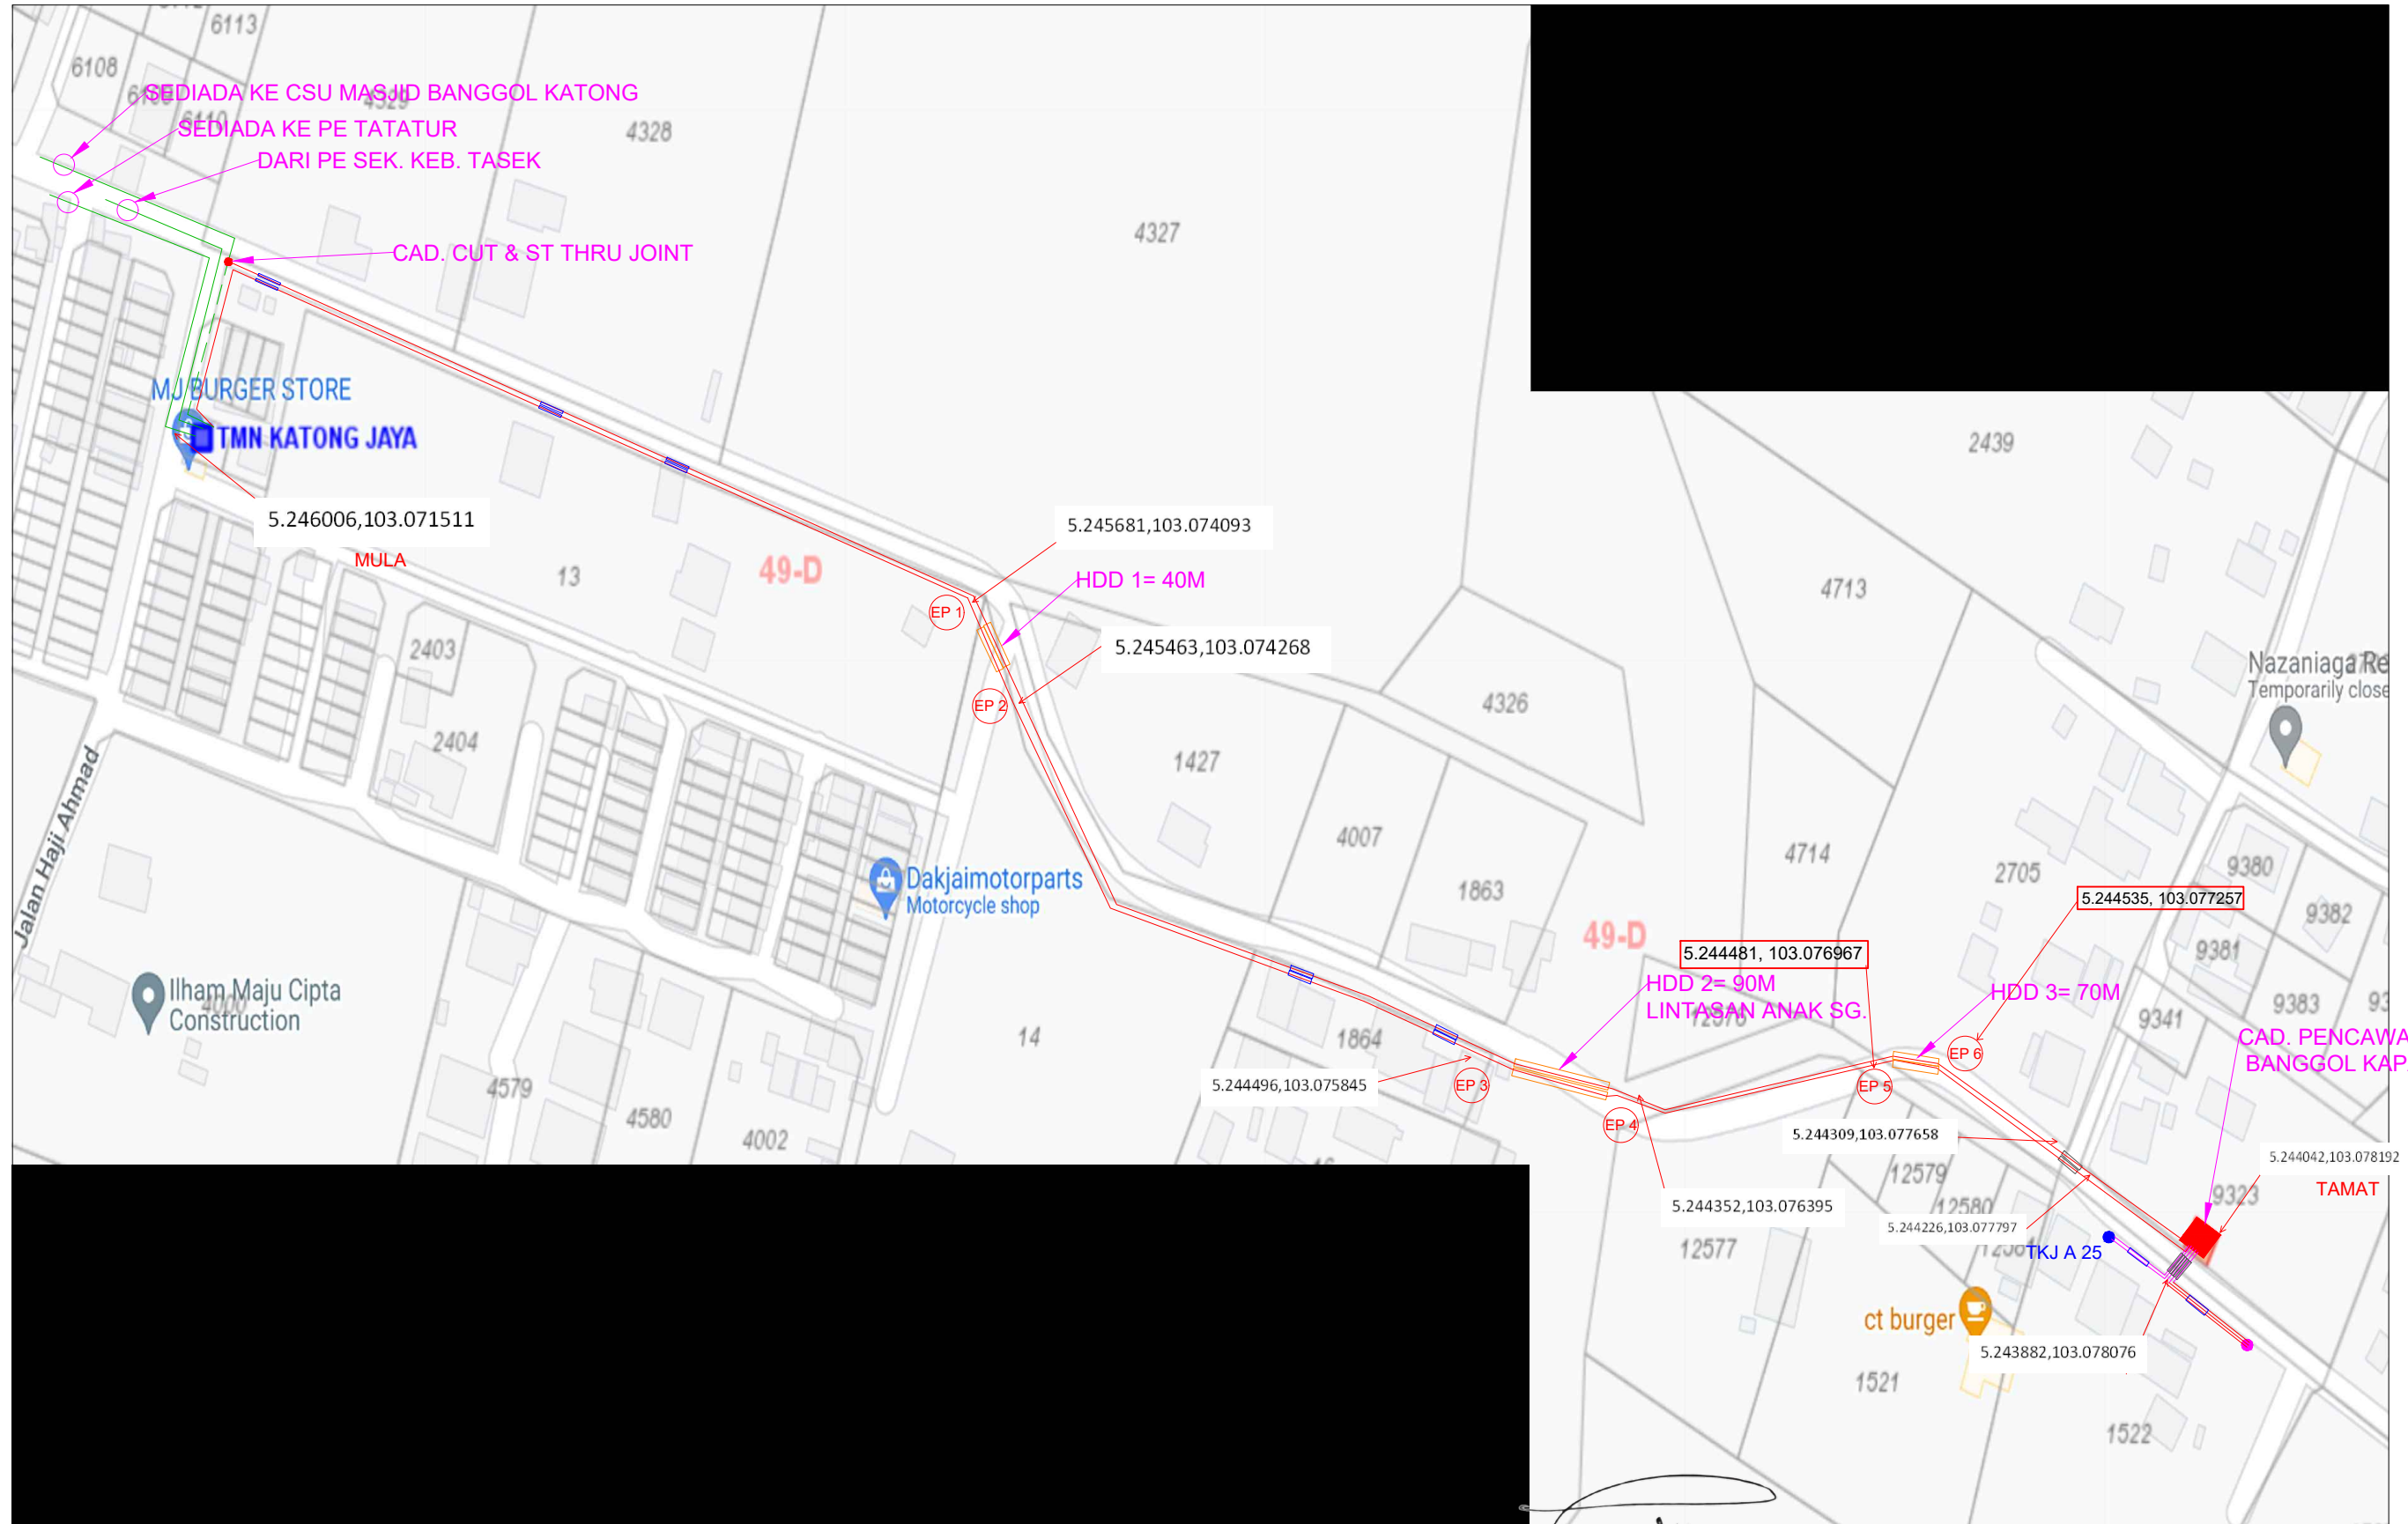 6113
6108
SEDIADA KE CSU MASJID BANGGOL KATONG
4329
6110
4328
SEDIADA KE PE TATATUR
DARI PE SEK. KEB. TASEK
4327
CAD. CUT & ST THRU JOINT
MJ BURGER STORE
TMN KATONG JAYA
2439
5.246006,103.071511
MULA
5.245681,103.074093
13
49-D
HDD 1= 40M
EP 1
4713
2403
5.245463,103.074268
Nazaniaga Re
Temporarily close
EP 2
4326
2404
1427
Jalan Haji Ahmad
4007
4714
1863
2705
9380
Dakjaimotorparts
Motorcycle shop
5.244535, 103.077257
9382
49-D
5.244481, 103.076967
9381
HDD 2= 90M
LINTASAN ANAK SG.
HDD 3= 70M
9383
93
Ilham Maju Cipta
Construction
4000
9341
14
1864
CAD. PENCAWA
BANGGOL KAP
EP 6
5.244496,103.075845
EP 3
EP 5
4579
4580
4002
EP 4
5.244309,103.077658
5.244042,103.078192
TAMAT
9323
12579
12580
5.244352,103.076395
5.244226,103.077797
12577
TKJ A 25
ct burger
5.243882,103.078076
1521
1522